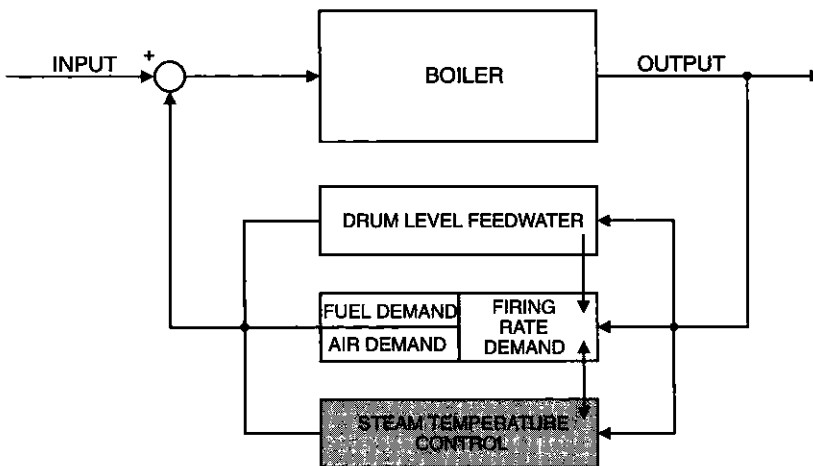 INPUT
+
BOILER
OUTPUT
DRUM LEVEL FEEDWATER
FUEL DEMAND
AIR DEMAND
FIRING
RATE
DEMAND
STEAM TEMPERATURE
CONTROL